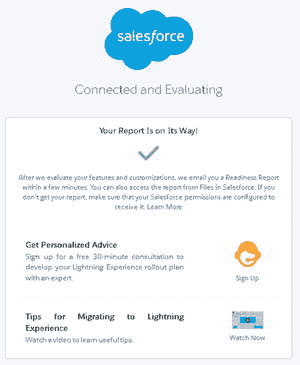 salesforce
Connected and Evaluating
Your Report Is on Its Way!
After we evaluate your features and customizations, we email you a Readiness Report
within a few minutes. You can also access the report from Files in Salesforce. If you
don't get your report, make sure that your Salesforce permissions are configured to
receive it. Learn More
Get Personalized Advice
Sign up for a free 30-minute consultation to
develop your Lightning Experience rollout plan
with an expert.
Sign Up
Tips for Migrating to Lightning
Experience
Watch a video to learn useful tips.
Watch Now